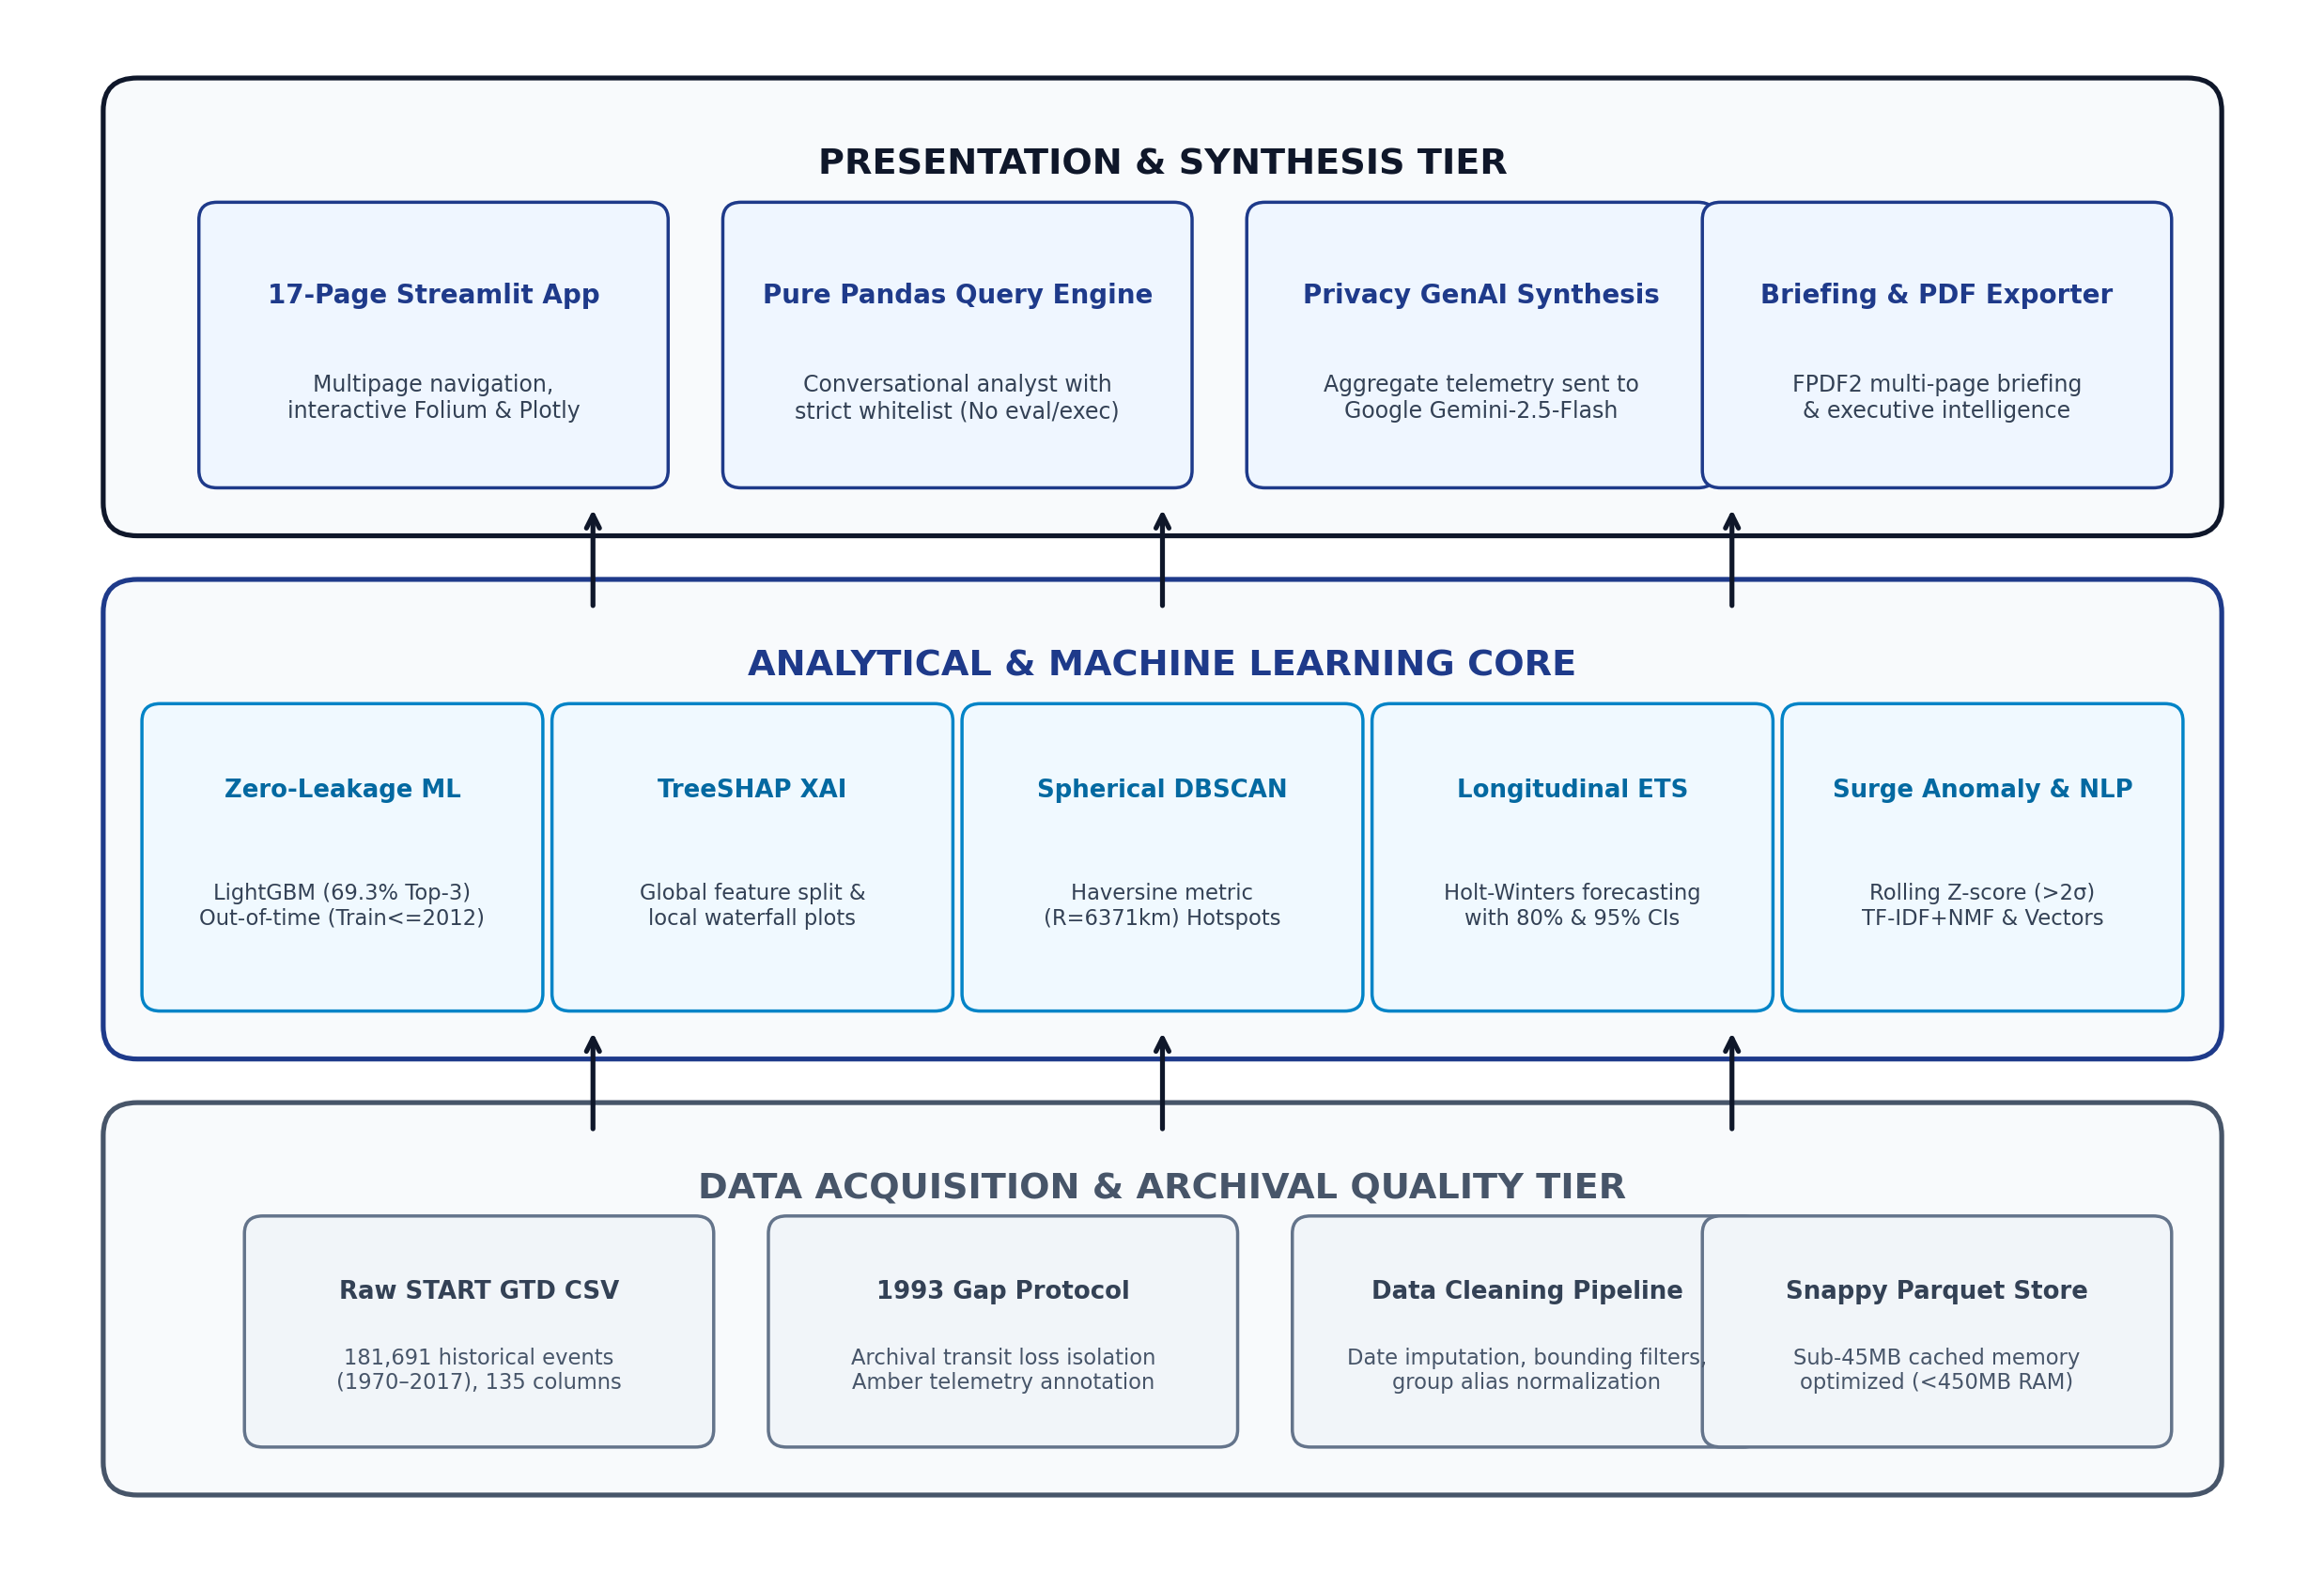 PRESENTATION & SYNTHESIS TIER
17-Page Streamlit App
Multipage navigation,
interactive Folium & Plotly
Pure Pandas Query Engine
Conversational analyst with
strict whitelist (No eval/exec)
Privacy GenAI Synthesis
Aggregate telemetry sent to
Google Gemini-2.5-Flash
Briefing & PDF Exporter
FPDF2 multi-page briefing
& executive intelligence
ANALYTICAL & MACHINE LEARNING CORE
Zero-Leakage ML
LightGBM (69.3% Top-3)
Out-of-time (Train<=2012)
TreeSHAP XAI
Global feature split &
local waterfall plots
Spherical DBSCAN
Haversine metric
(R=6371km) Hotspots
Longitudinal ETS
Holt-Winters forecasting
with 80% & 95% CIs
Surge Anomaly & NLP
Rolling Z-score (>2σ)
TF-IDF+NMF & Vectors
DATA ACQUISITION & ARCHIVAL QUALITY TIER
Raw START GTD CSV
181,691 historical events
(1970–2017), 135 columns
1993 Gap Protocol
Archival transit loss isolation
Amber telemetry annotation
Data Cleaning Pipeline
Date imputation, bounding filters,
group alias normalization
Snappy Parquet Store
Sub-45MB cached memory
optimized (<450MB RAM)